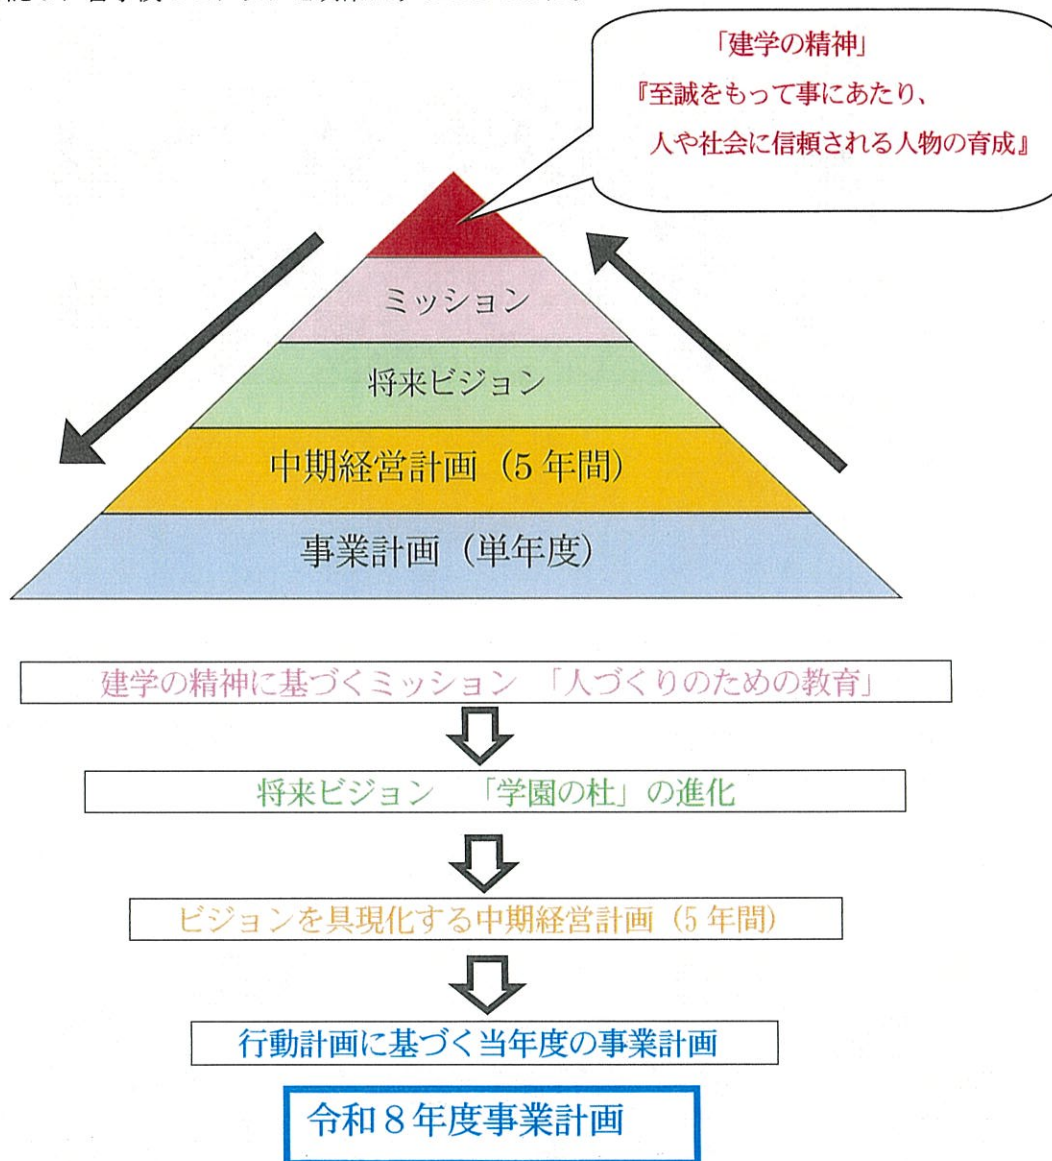 「建学の精神」
『至誠をもって事にあたり、
人や社会に信頼される人物の育成』
ミッション
将来ビジョン
中期経営計画（5年間）
事業計画（単年度）
建学の精神に基づくミッション 「人づくりのための教育」
将来ビジョン 「学園の杜」の進化
ビジョンを具現化する中期経営計画（5年間）
行動計画に基づく当年度の事業計画
令和８年度事業計画